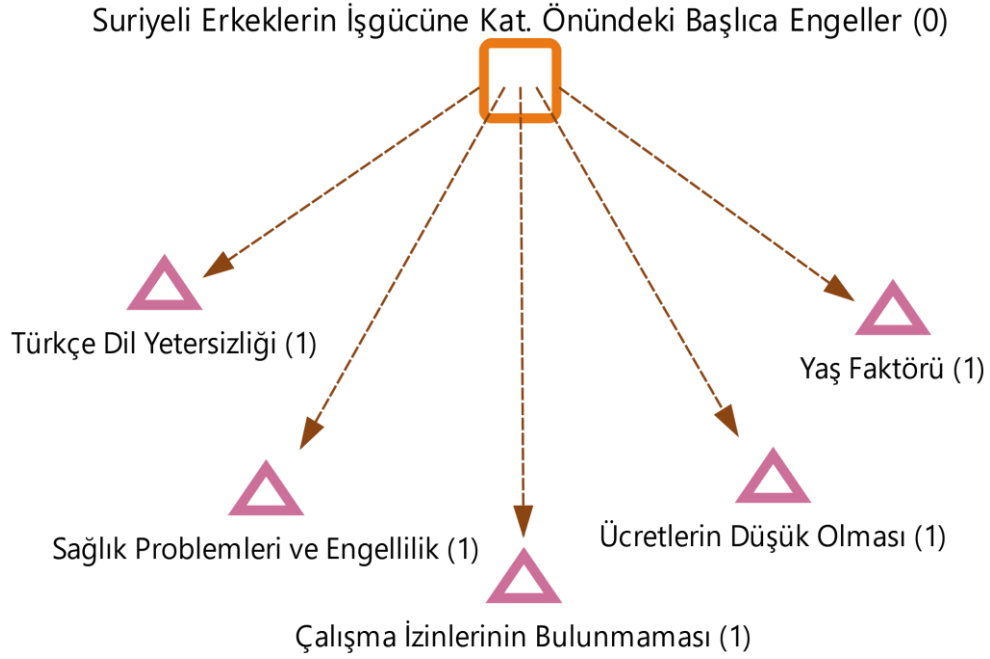 Suriyeli Erkeklerin İşgücüne Kat. Önündeki Başlıca Engeller (0)
Türkçe Dil Yetersizliği (1)
Yaş Faktörü (1)
Sağlık Problemleri ve Engellilik (1)
Ücretlerin Düşük Olması (1)
Çalışma İzinlerinin Bulunmaması (1)